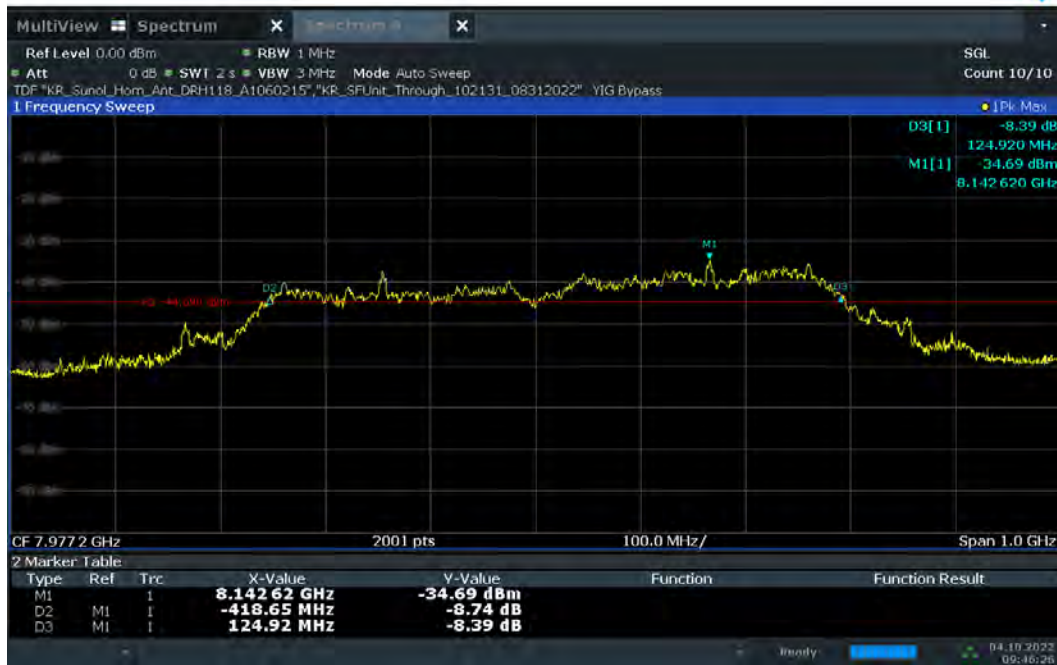 MultiView Spectrum X X
Ref Level 0.00 dBm RBW 1 MHz SGL
Att 0 dB SWT 2 s VBW 3 MHz Mode Auto Sweep Count 10/10
TDF "KR_Sunol_Horn_Ant_DRH118_A1060215","KR_SFUnit_Through_102131_08312022" YIG Bypass
1 Frequency Sweep 1Pk Max
D3[1] -8.39 dB
124.920 MHz
M1[1] -34.69 dBm
8.142 620 GHz
M1
D2
D3
CF 7.977 2 GHz 2001 pts 100.0 MHz/ Span 1.0 GHz
2 Marker Table
Type Ref Trc X-Value Y-Value Function Function Result
M1 1 8.142 62 GHz -34.69 dBm
D2 M1 1 -418.65 MHz -8.74 dB
D3 M1 1 124.92 MHz -8.39 dB
Ready 04.10.2022
09:46:26